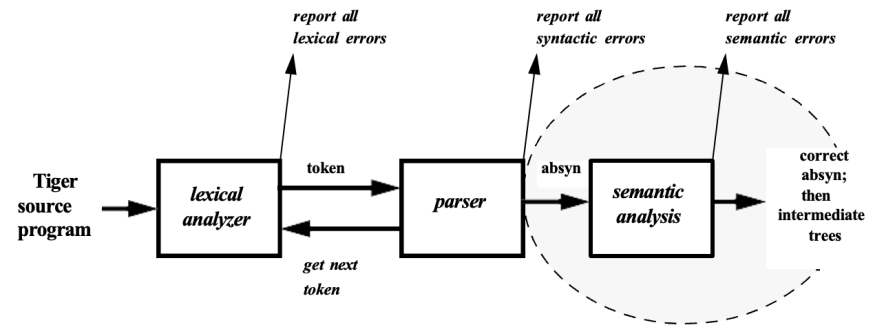 report all
lexical errors
report all
syntactic errors
report all
semantic errors
Tiger
source
program
lexical
analyzer
token
get next
token
parser
absyn
semantic
analysis
correct
absyn;
then
intermediate
trees